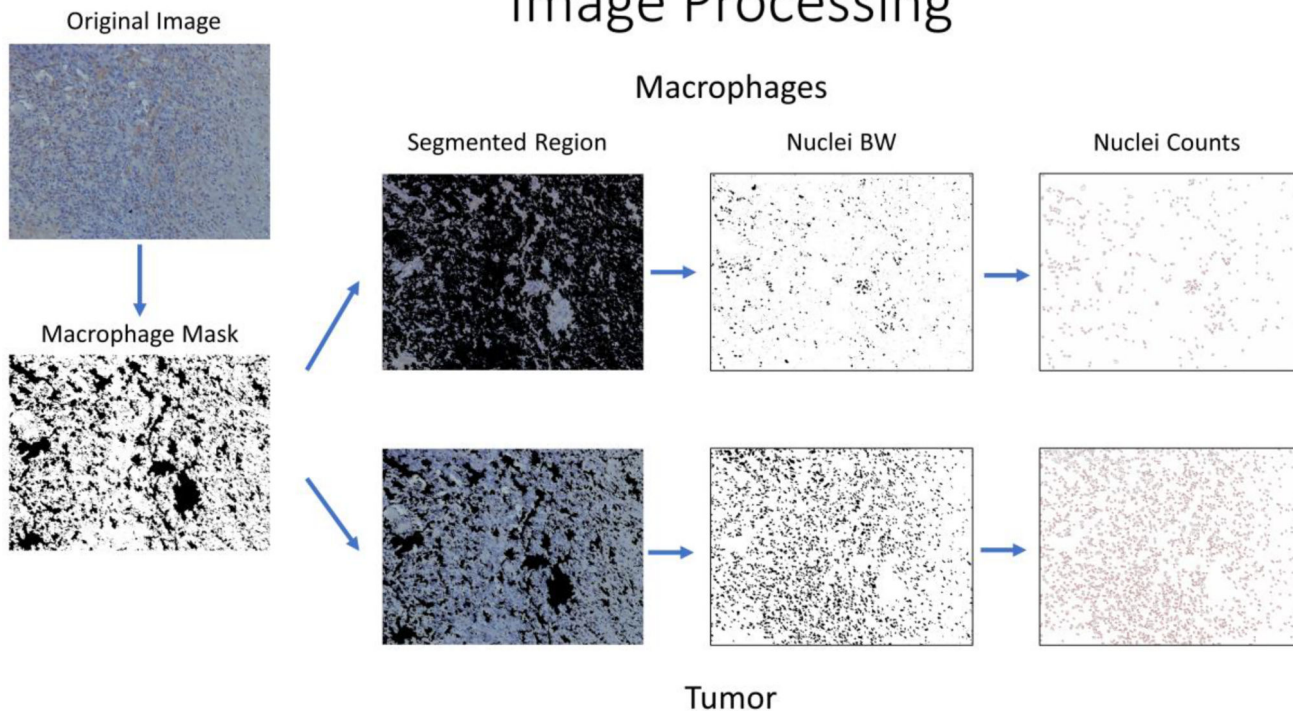 Image Processing
Original Image
Macrophages
Segmented Region
Nuclei BW
Nuclei Counts
Macrophage Mask
Tumor